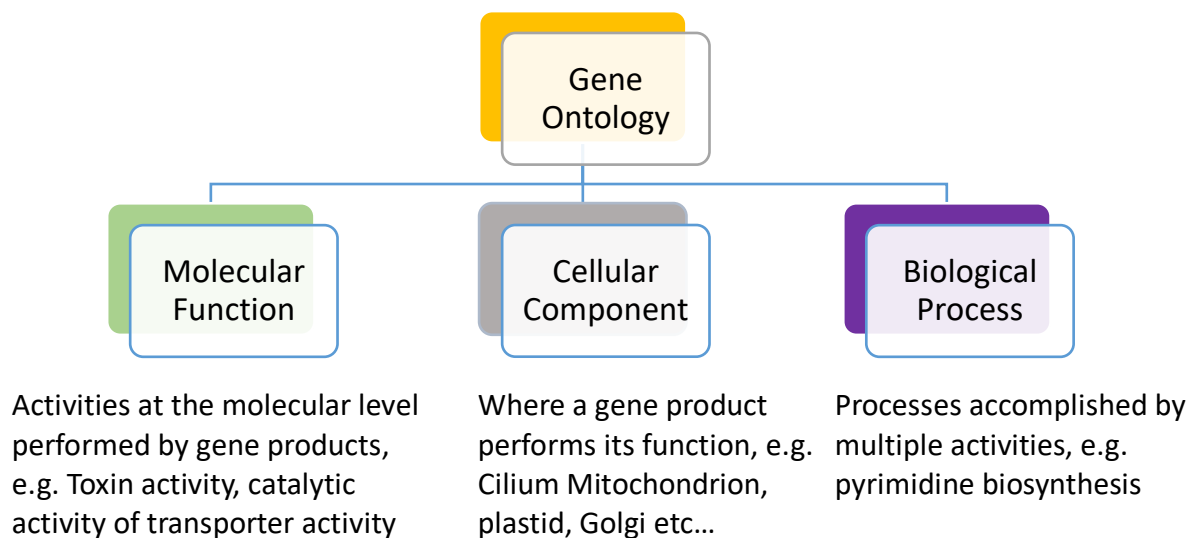 Gene
Ontology
Molecular
Function
Cellular
Component
Biological
Process
Activities at the molecular level
performed by gene products,
e.g. Toxin activity, catalytic
activity of transporter activity
Where a gene product
performs its function, e.g.
Cilium Mitochondrion,
plastid, Golgi etc…
Processes accomplished by
multiple activities, e.g.
pyrimidine biosynthesis